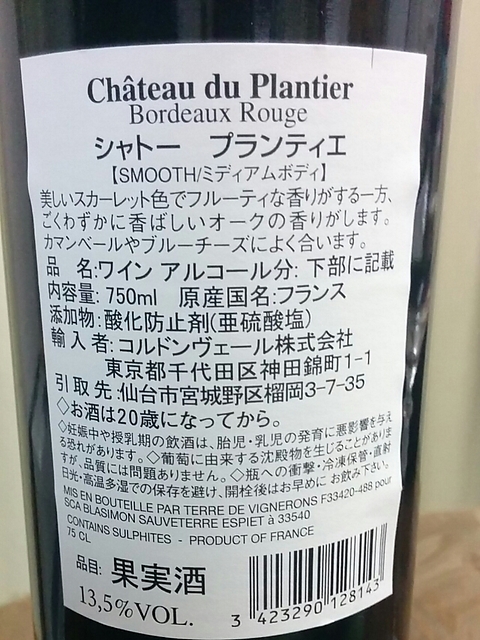 Château du Plantier
Bordeaux Rouge
シャトー　プランティエ
【SMOOTH/ミディアムボディ】
美しいスカーレット色でフルーティな香りがする一方、
ごくわずかに香ばしいオークの香りがします。
カマンベールやブルーチーズによく合います。
品　名:ワイン アルコール分: 下部に記載
内容量: 750ml　原産国名:フランス
添加物: 酸化防止剤(亜硫酸塩)
輸入者:コルドンヴェール株式会社
東京都千代田区神田錦町1-1
引取先:仙台市宮城野区榴岡3-7-35
◇お酒は20歳になってから。
◇妊娠中や授乳期の飲酒は、胎児・乳児の発育に悪影響を与え
る恐れがあります。◇葡萄に由来する沈殿物を生じることがありま
すが、品質には問題ありません。◇瓶への衝撃・冷凍保管・直射
日光・高温多湿での保存を避け、開栓後はお早めにお飲み下さい。
MIS EN BOUTEILLE PAR TERRE DE VIGNERONS F33420-488 pour
SCA BLASIMON SAUVETERRE ESPIET à 33540
CONTAINS SULPHITES - PRODUCT OF FRANCE
75 CL
品目: 果実酒
13,5%VOL.
3 423290 128143